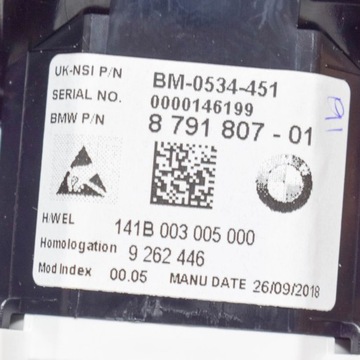 UK-NSI P/N BM-0534-451
SERIAL NO. 0000146199
BMW P/N 8 791 807 - 01
H.WEL 141B 003 005 000
Homologation 9 262 446
Mod Index 00.05 MANU DATE 26/09/2018